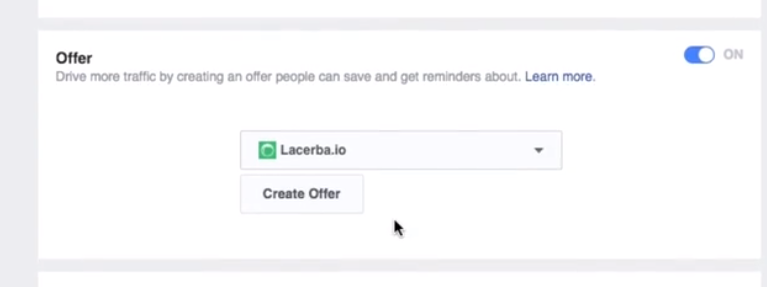 Offer
ON
Drive more traffic by creating an offer people can save and get reminders about. Learn more.
Lacerba.io
Create Offer